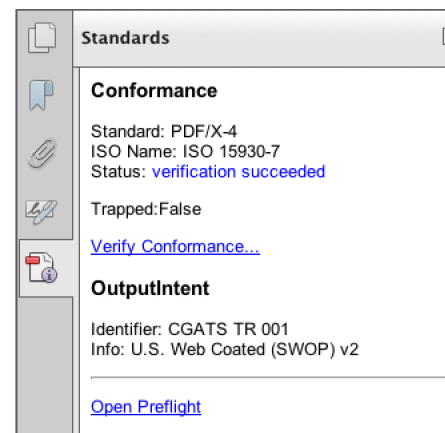 Standards
Conformance
Standard: PDF/X-4
ISO Name: ISO 15930-7
Status: verification succeeded
Trapped:False
Verify Conformance...
OutputIntent
Identifier: CGATS TR 001
Info: U.S. Web Coated (SWOP) v2
Open Preflight